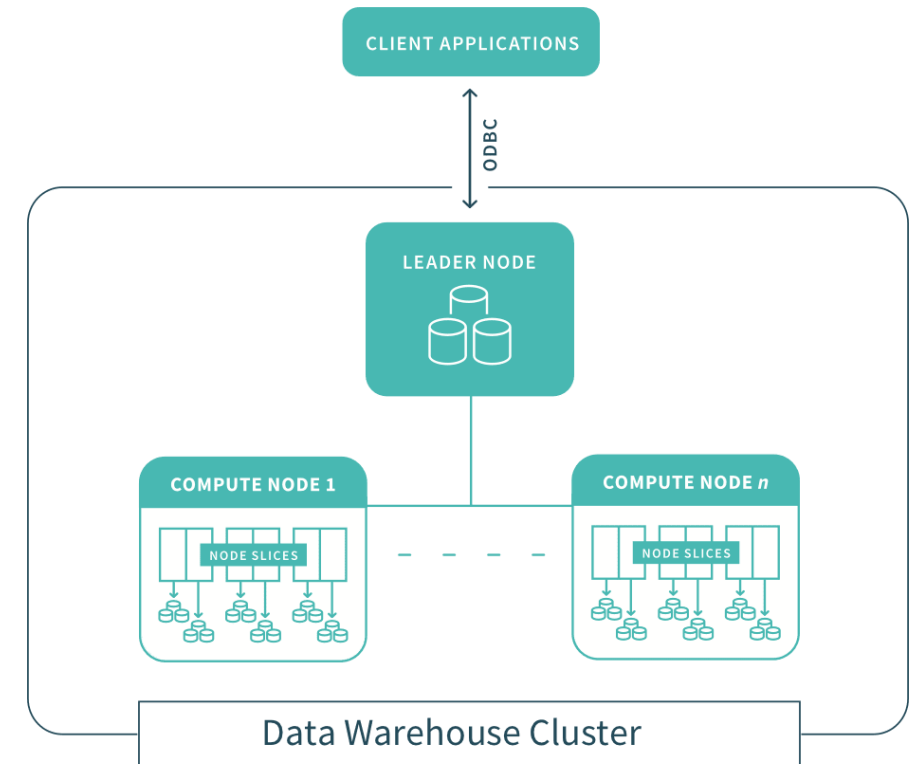 CLIENT APPLICATIONS
ODBC
LEADER NODE
COMPUTE NODE 1
COMPUTE NODE n
NODE SLICES
NODE SLICES
Data Warehouse Cluster